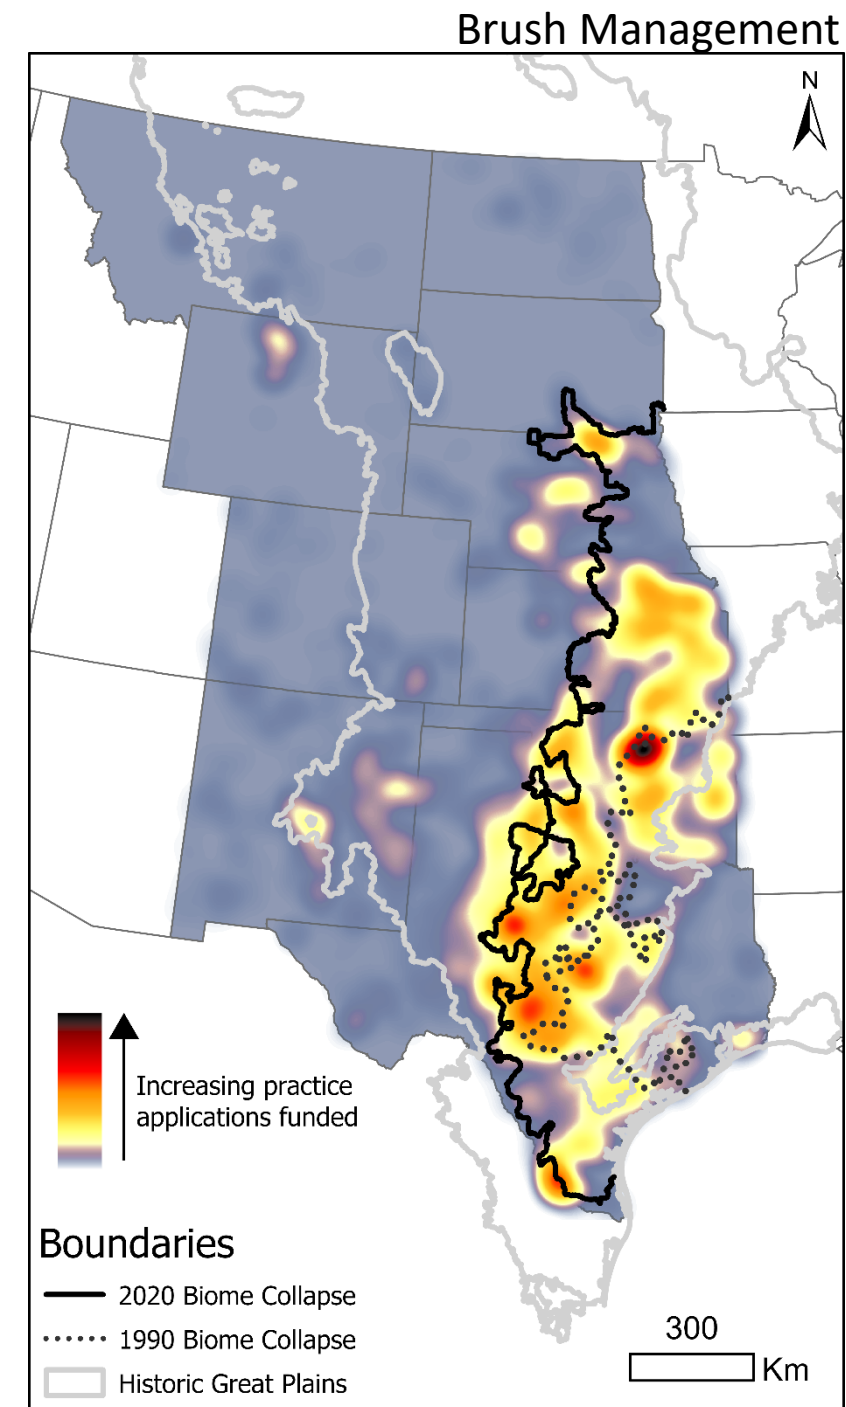 Brush Management
N
Increasing practice
applications funded
Boundaries
2020 Biome Collapse
1990 Biome Collapse
Historic Great Plains
300
Km